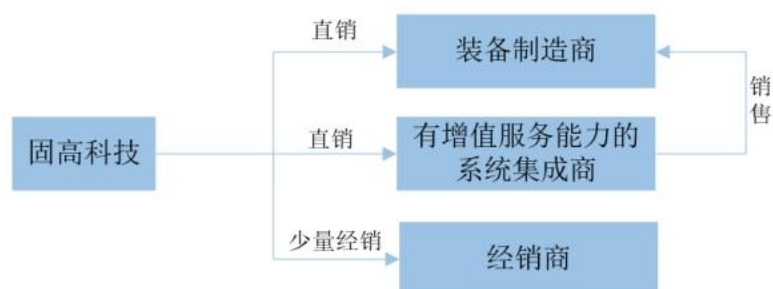 直销
装备制造商
销售
固高科技
直销
有增值服务能力的
系统集成商
少量经销
经销商